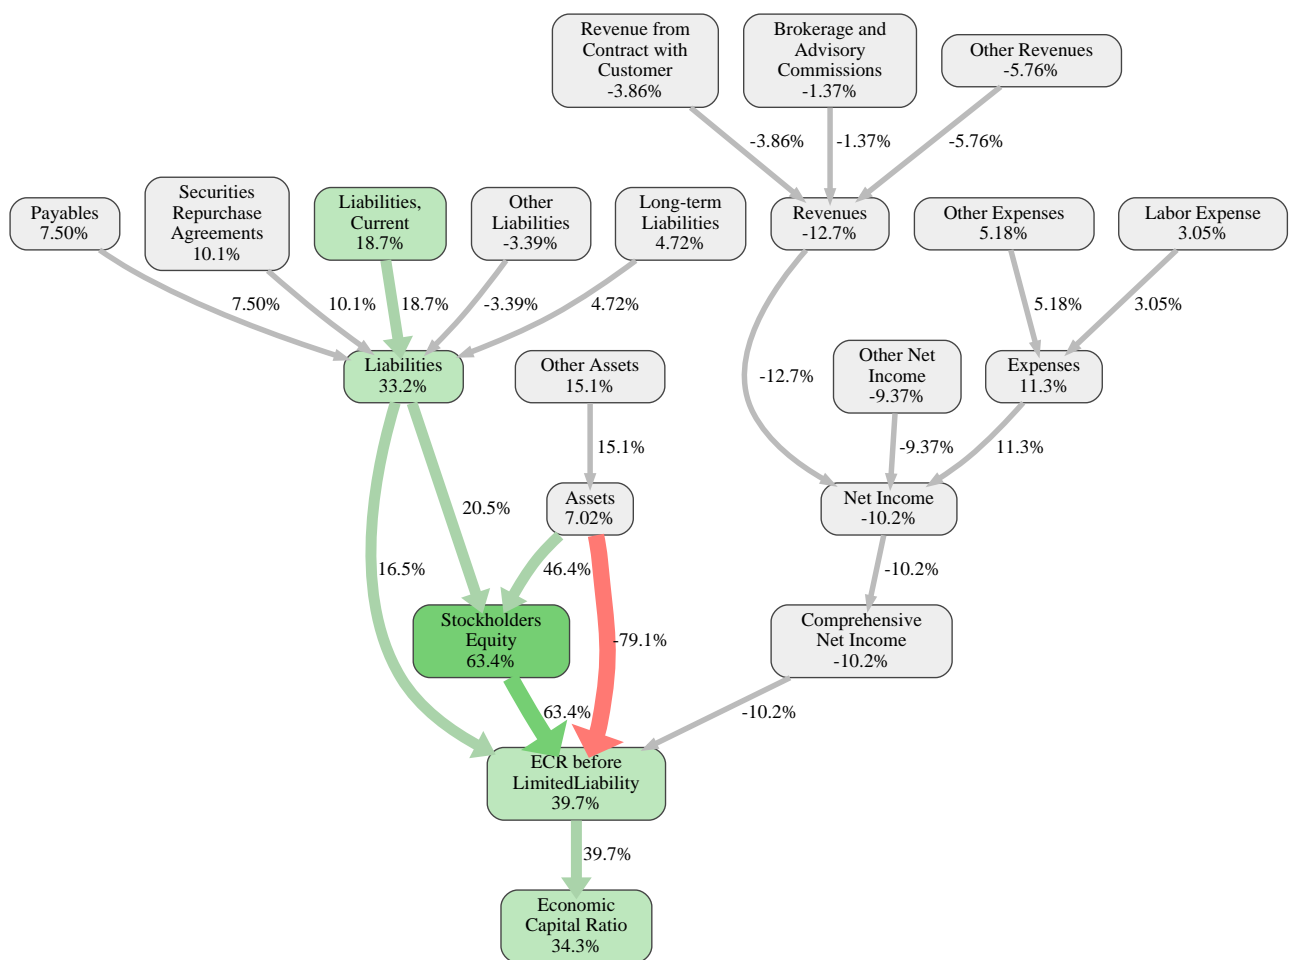 Revenue from
Contract with
Customer
-3.86%
Brokerage and
Advisory
Commissions
-1.37%
Other Revenues
-5.76%
-3.86%
-1.37%
-5.76%
Payables
7.50%
Securities
Repurchase
Agreements
10.1%
Liabilities,
Current
18.7%
Other
Liabilities
-3.39%
Long-term
Liabilities
4.72%
Revenues
-12.7%
Other Expenses
5.18%
Labor Expense
3.05%
7.50%
10.1%
18.7%
-3.39%
4.72%
5.18%
3.05%
Liabilities
33.2%
Other Assets
15.1%
-12.7%
Other Net
Income
-9.37%
Expenses
11.3%
15.1%
-9.37%
11.3%
20.5%
Assets
7.02%
Net Income
-10.2%
16.5%
46.4%
-10.2%
Stockholders
Equity
63.4%
-79.1%
Comprehensive
Net Income
-10.2%
63.4%
-10.2%
ECR before
LimitedLiability
39.7%
39.7%
Economic
Capital Ratio
34.3%